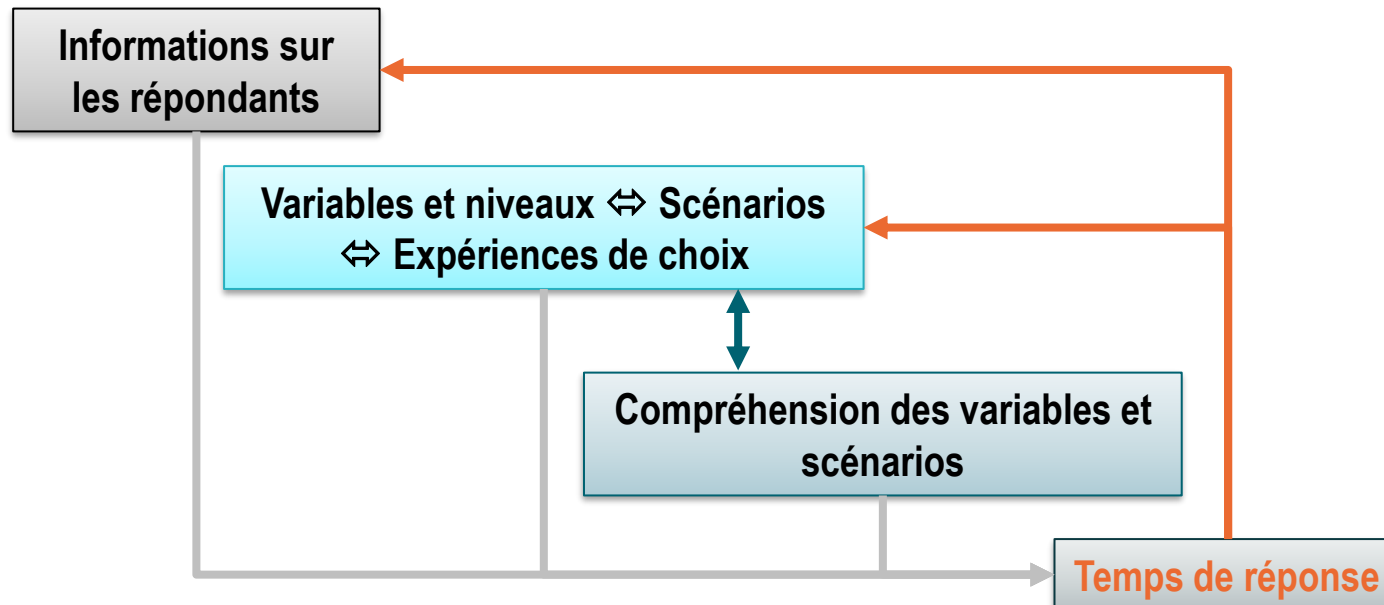 Informations sur
les répondants
Variables et niveaux ⇔ Scénarios
⇔ Expériences de choix
Compréhension des variables et
scénarios
Temps de réponse